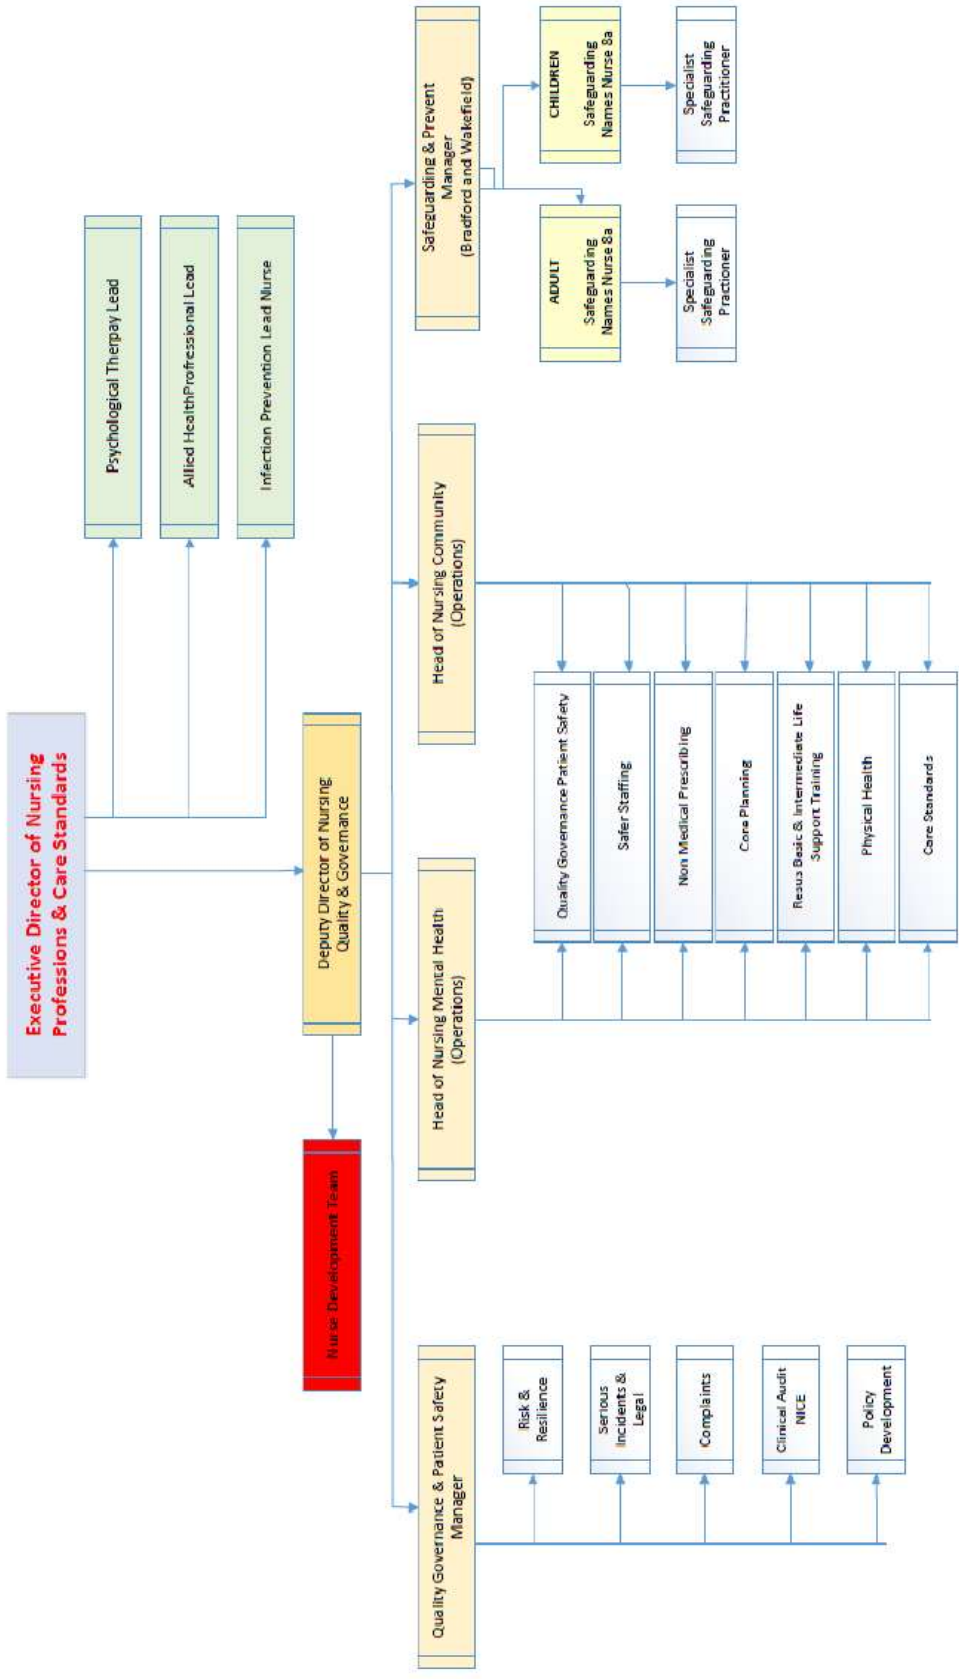 Executive Director of Nursing
Professions & Care Standards
Psychological Therpay Lead
Allied HealthProfressional Lead
Infection Prevention Lead Nurse
Nurse Development Team
Deputy Director of Nursing
Quality & Governance
Quality Governance & Patient Safety
Manager
Head of Nursing Mental Health
(Operations)
Head of Nursing Community
(Operations)
Safeguarding & Prevent
Manager
(Bradford and Wakefield)
Risk &
Resilience
Serious
Incidents &
Legal
Complaints
Clinical Audit
NICE
Policy
Development
Quality Governance Patient Safety
Safer Staffing
Non Medical Prescribing
Care Planning
Resus Basic & Intermediate Life
Support Training
Physical Health
Care Standards
ADULT
Safeguarding
Names Nurse 8a
CHILDREN
Safeguarding
Names Nurse 8a
Specialist
Safeguarding
Practioner
Specialist
Safeguarding
Practitioner